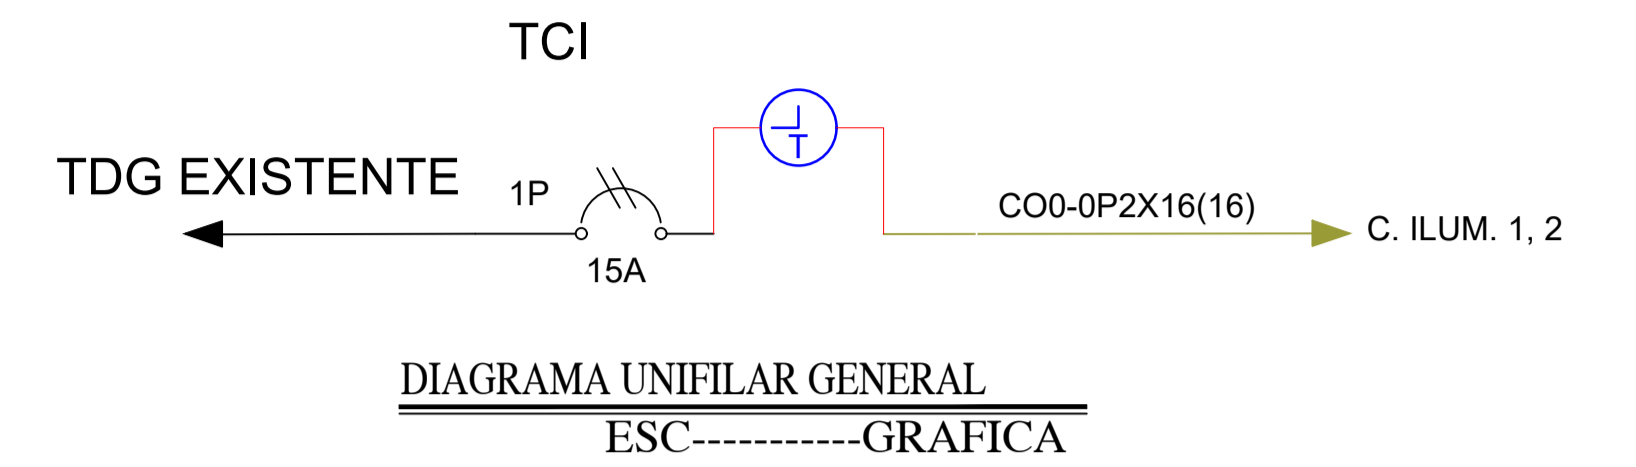 TCI
TDG EXISTENTE
1P
15A
T
CO0-0P2X16(16)
C. ILUM. 1, 2
DIAGRAMA UNIFILAR GENERAL
ESC-----------GRAFICA